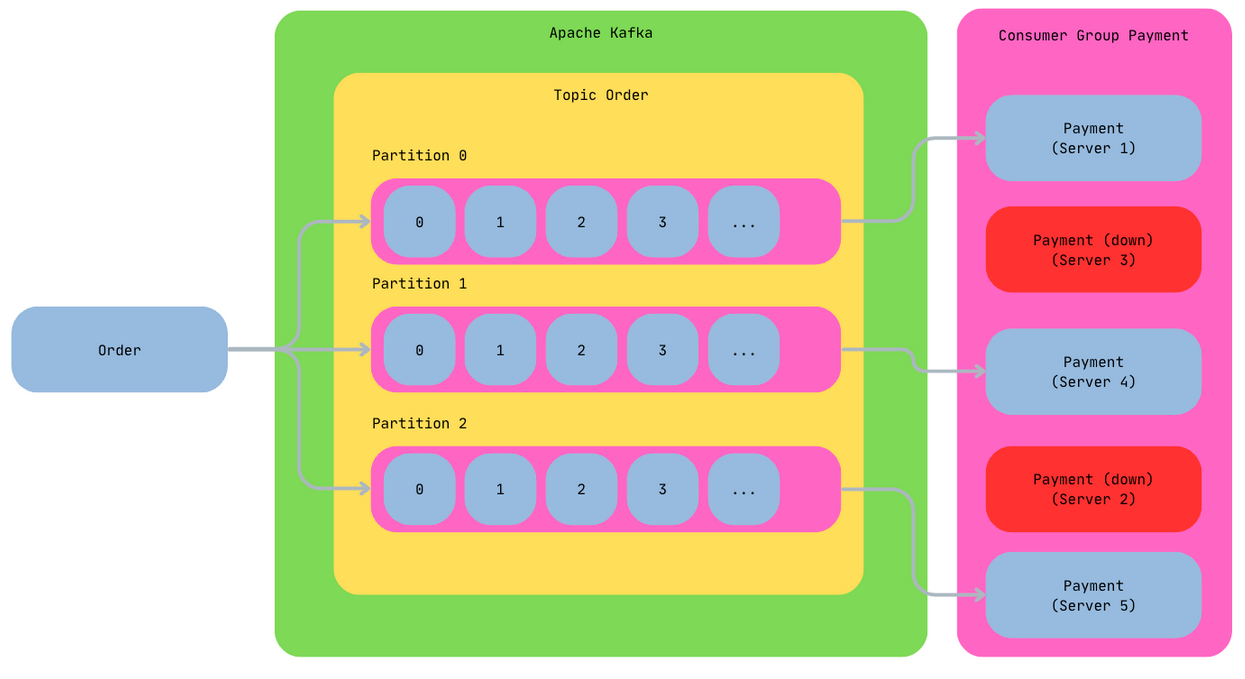 Apache Kafka
Consumer Group Payment
Topic Order
Partition 0
0
1
2
3
...
Partition 1
0
1
2
3
...
Partition 2
0
1
2
3
...
Order
Payment
(Server 1)
Payment (down)
(Server 3)
Payment
(Server 4)
Payment (down)
(Server 2)
Payment
(Server 5)